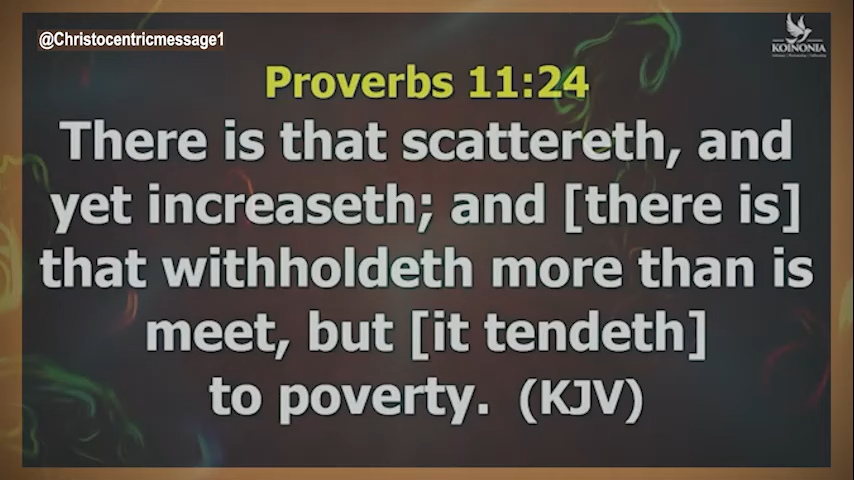 @Christocentricmessage1
KOINONIA
Proverbs 11:24
There is that scattereth, and
yet increaseth; and [there is]
that withholdeth more than is
meet, but [it tendeth]
to poverty. (KJV)